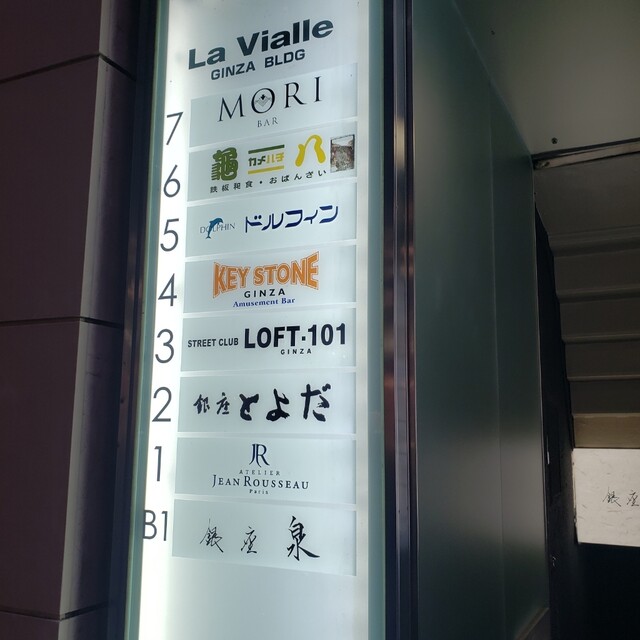 La Vialle
GINZA BLDG
7 MORI
BAR
6 亀 カメハチ 八
鉄板和食・おばんざい
5 DOLPHIN ドルフィン
4 KEY STONE
GINZA
Amusement Bar
3 STREET CLUB LOFT-101
GINZA
2 銀座 とよだ
1 JR
ATELIER
JEAN ROUSSEAU
Paris
B1 銀座 泉
銀座